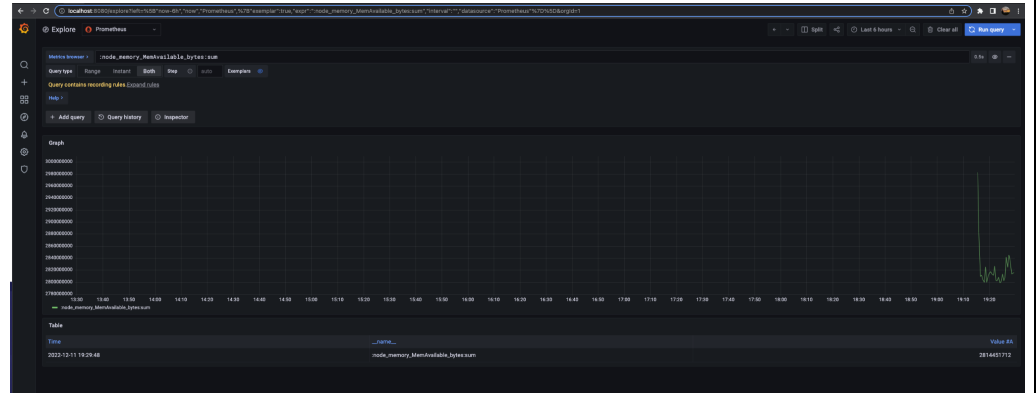 localhost:8080/explore?left=%5B"now-6h","now","Prometheus",%7B"exemplar":true,"expr":":node_memory_MemAvailable_bytes:sum","interval":"","datasource":"Prometheus"%7D%5D&orgId=1
Explore Prometheus Split Last 6 hours Clear all Run query
Metrics browser > :node_memory_MemAvailable_bytes:sum 0.1s
Query type Range Instant Both Step auto Exemplars
Query contains recording rules. Expand rules
Help >
+ Add query Query history Inspector
Graph
3000000000
2980000000
2960000000
2940000000
2920000000
2900000000
2880000000
2860000000
2840000000
2820000000
2800000000
2780000000
13:30 13:40 13:50 14:00 14:10 14:20 14:30 14:40 14:50 15:00 15:10 15:20 15:30 15:40 15:50 16:00 16:10 16:20 16:30 16:40 16:50 17:00 17:10 17:20 17:30 17:40 17:50 18:00 18:10 18:20 18:30 18:40 18:50 19:00 19:10 19:20
:node_memory_MemAvailable_bytes:sum
Table
Time __name__ Value #A
2022-12-11 19:29:48 :node_memory_MemAvailable_bytes:sum 2814451712